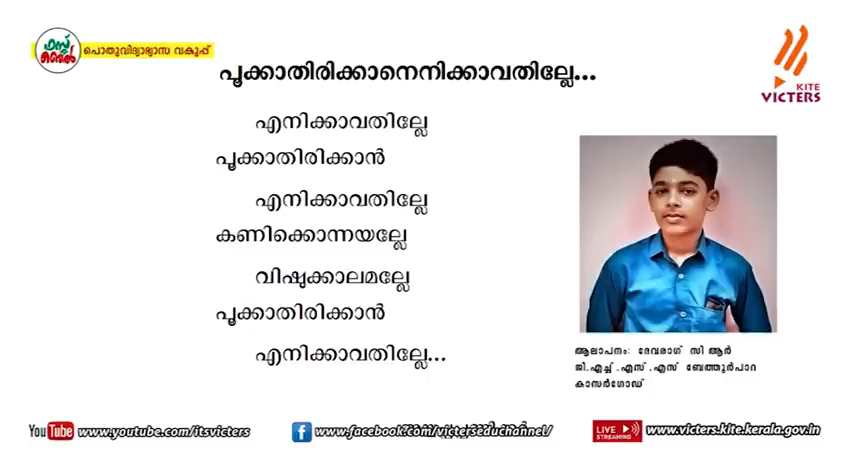 ഫസ്റ്റ്
ബെൽ
പൊതുവിദ്യാഭ്യാസ വകുപ്പ്
KITE
VICTERS
പൂക്കാതിരിക്കാനെനിക്കാവതില്ലേ...
എനിക്കാവതില്ലേ
പൂക്കാതിരിക്കാൻ
എനിക്കാവതില്ലേ
കണിക്കൊന്നയല്ലേ
വിഷുക്കാലമല്ലേ
പൂക്കാതിരിക്കാൻ
എനിക്കാവതില്ലേ...
ആലാപനം: ദേവരാഗ് സി ആർ
ജി.എച്ച്.എസ്.എസ് ബേത്തൂർപാറ
കാസർഗോഡ്
YouTube www.youtube.com/itsvicters
f www.facebook.com/victerseduchannel/
LIVE STREAMING www.victers.kite.kerala.gov.in